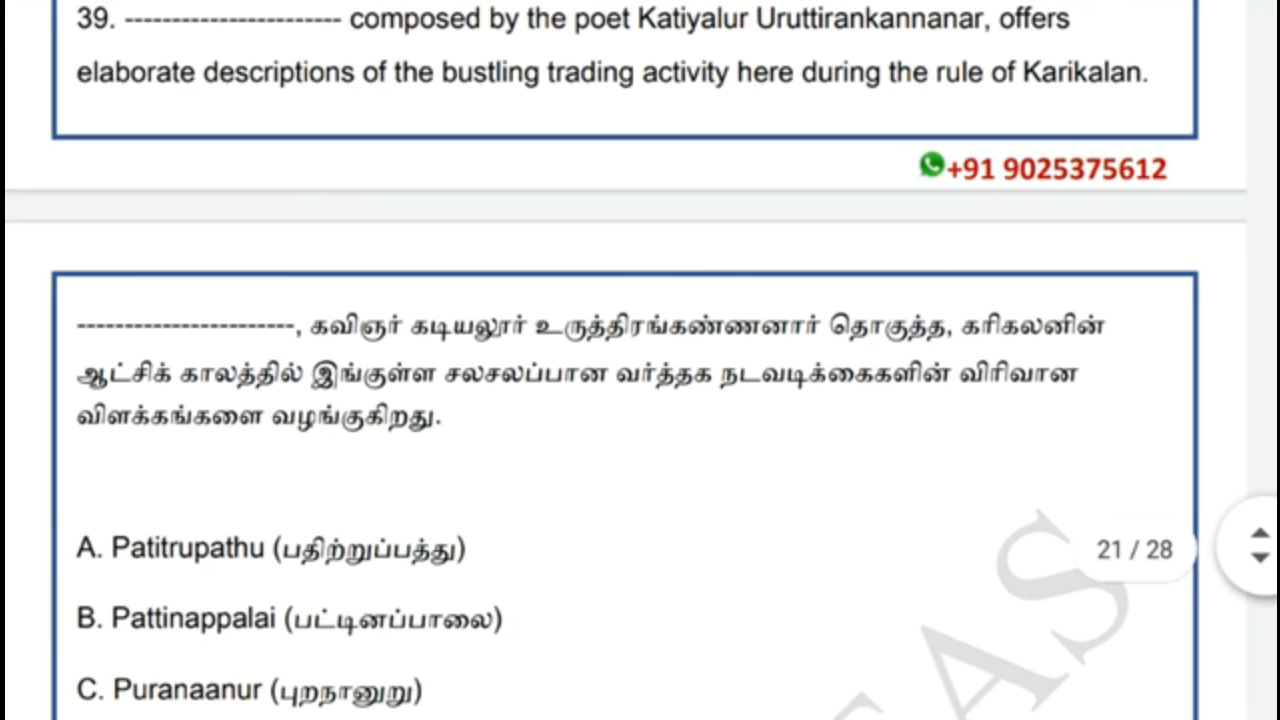 39. ----------------------- composed by the poet Katiyalur Uruttirankannanar, offers
elaborate descriptions of the bustling trading activity here during the rule of Karikalan.
+91 9025375612
-----------------------, கவிஞர் கடியலூர் உருத்திரங்கண்ணனார் தொகுத்த, கரிகலனின்
ஆட்சிக் காலத்தில் இங்குள்ள சலசலப்பான வர்த்தக நடவடிக்கைகளின் விரிவான
விளக்கங்களை வழங்குகிறது.
A. Patitrupathu (பதிற்றுப்பத்து)
21 / 28
B. Pattinappalai (பட்டினப்பாலை)
C. Puranaanur (புறநானுறு)
AS